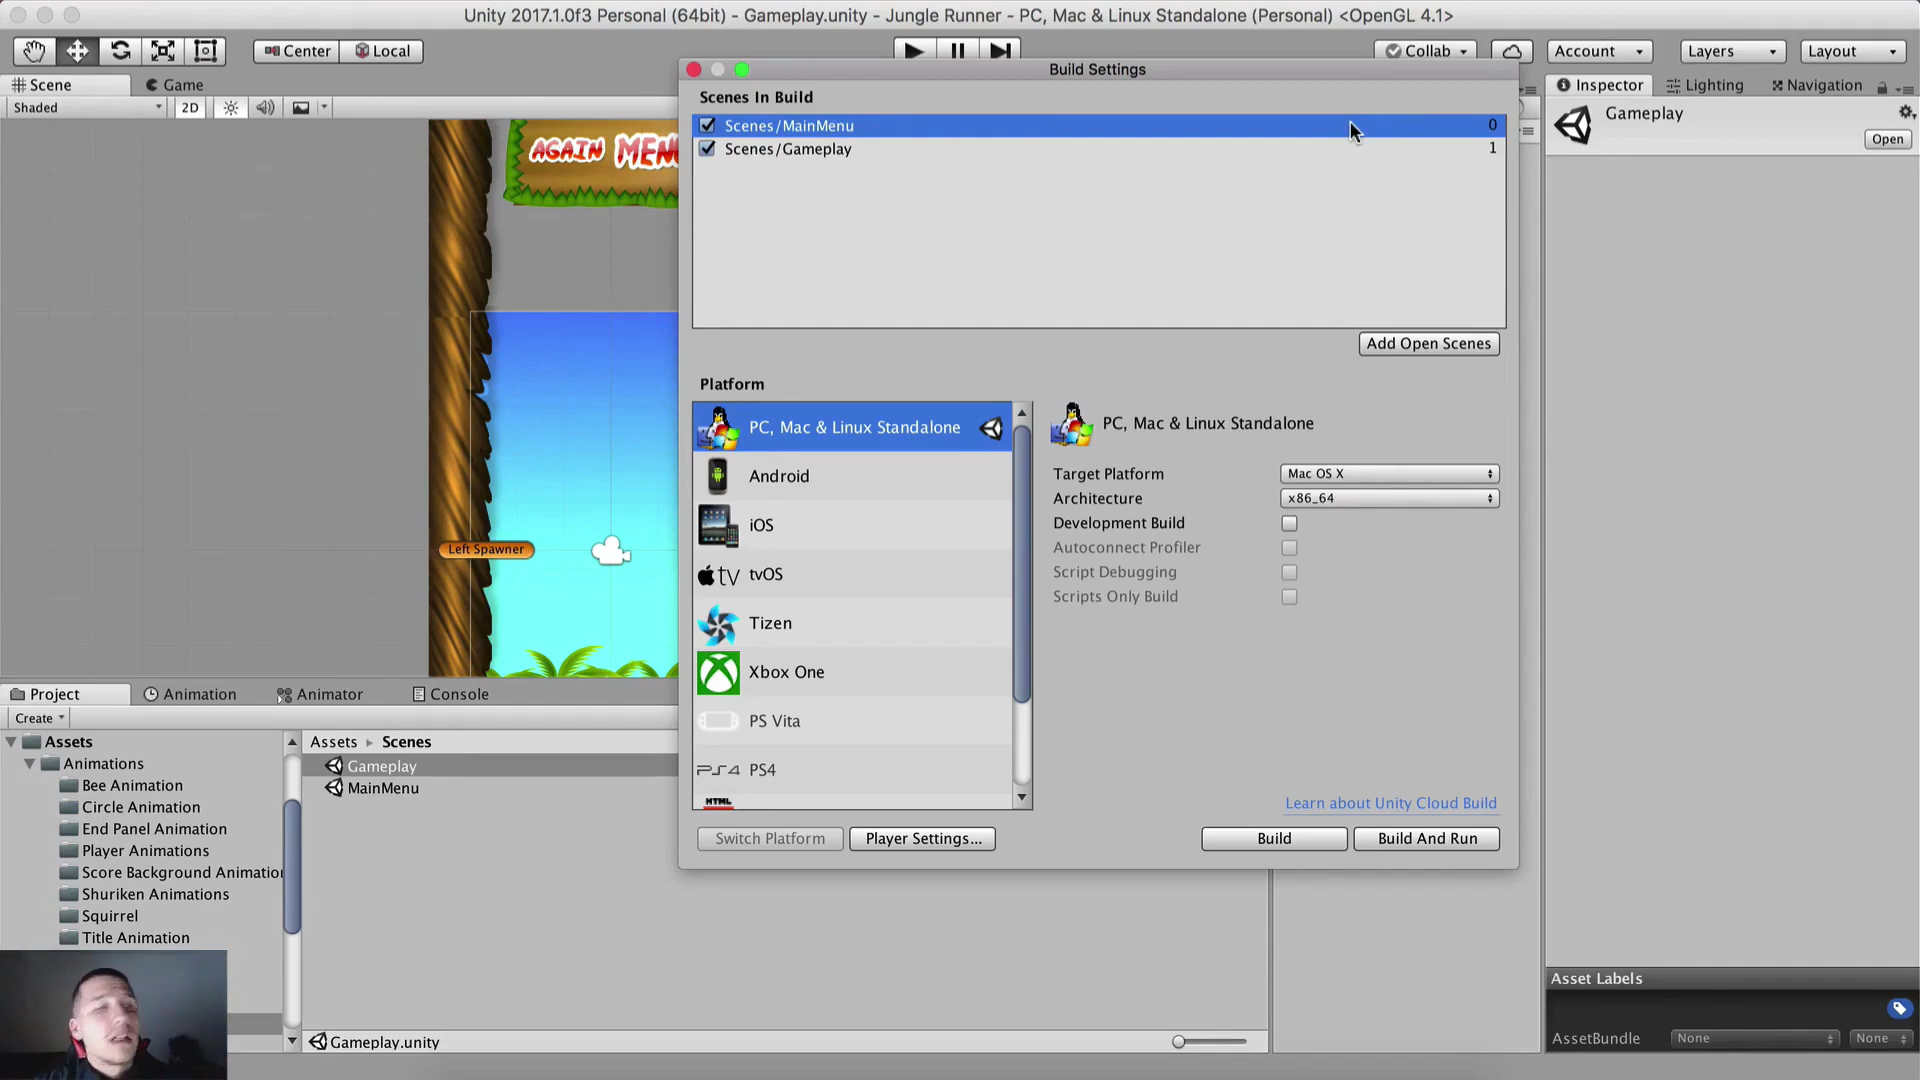 Unity 2017.1.0f3 Personal (64bit) - Gameplay.unity - Jungle Runner - PC, Mac & Linux Standalone (Personal) <OpenGL 4.1>
Center
Local
Collab
Account
Layers
Layout
Scene
Game
Shaded
2D
AGAIN
Build Settings
Scenes In Build
Scenes/MainMenu 0
Scenes/Gameplay 1
Add Open Scenes
Platform
PC, Mac & Linux Standalone
Android
iOS
tv tvOS
Tizen
Xbox One
PS Vita
PS4 PS4
HTML
PC, Mac & Linux Standalone
Target Platform Mac OS X
Architecture x86_64
Development Build
Autoconnect Profiler
Script Debugging
Scripts Only Build
Learn about Unity Cloud Build
Switch Platform
Player Settings...
Build
Build And Run
Inspector
Lighting
Navigation
Gameplay
Open
Left Spawner
Project
Animation
Animator
Console
Create
Assets
Animations
Bee Animation
Circle Animation
End Panel Animation
Player Animations
Score Background Animation
Shuriken Animations
Squirrel
Title Animation
Assets
Scenes
Gameplay
MainMenu
Gameplay.unity
Asset Labels
AssetBundle None None